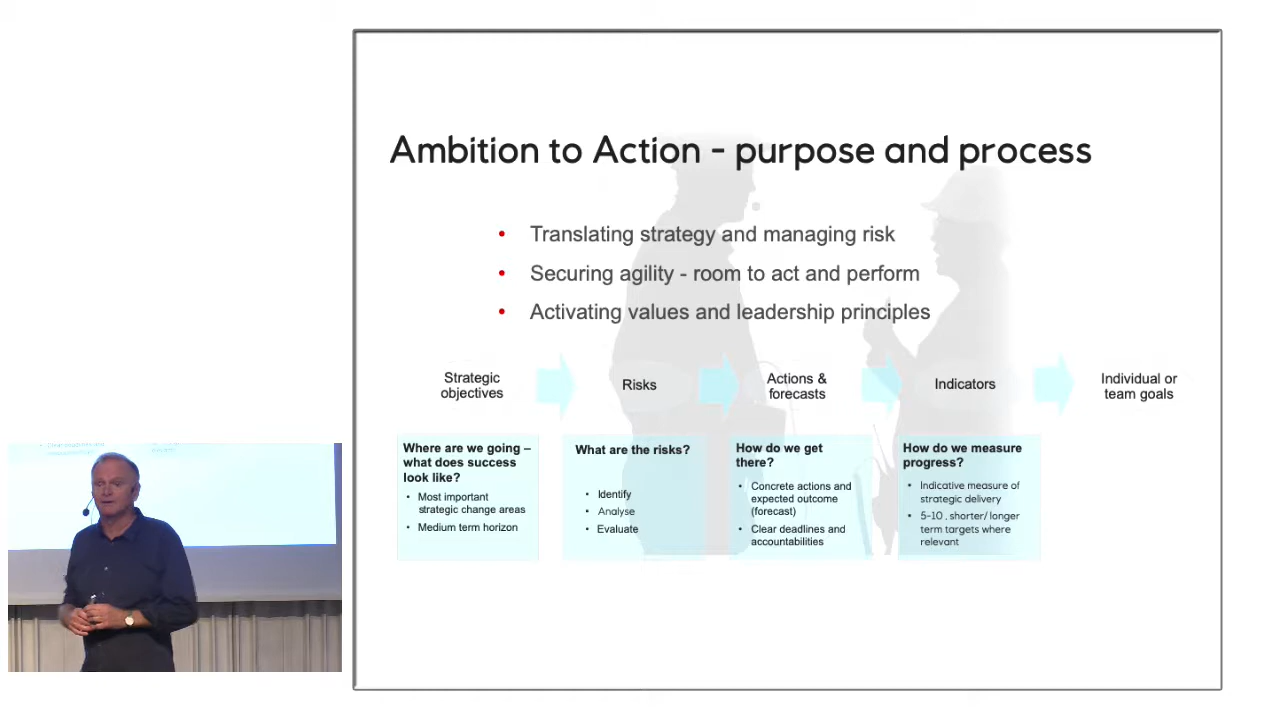 Ambition to Action - purpose and process
• Translating strategy and managing risk
• Securing agility - room to act and perform
• Activating values and leadership principles
Strategic
objectives
Risks
Actions &
forecasts
Indicators
Individual or
team goals
Where are we going –
what does success
look like?
• Most important
strategic change areas
• Medium term horizon
What are the risks?
• Identify
• Analyse
• Evaluate
How do we get
there?
• Concrete actions and
expected outcome
(forecast)
• Clear deadlines and
accountabilities
How do we measure
progress?
• Indicative measure of
strategic delivery
• 5-10 , shorter/ longer
term targets where
relevant